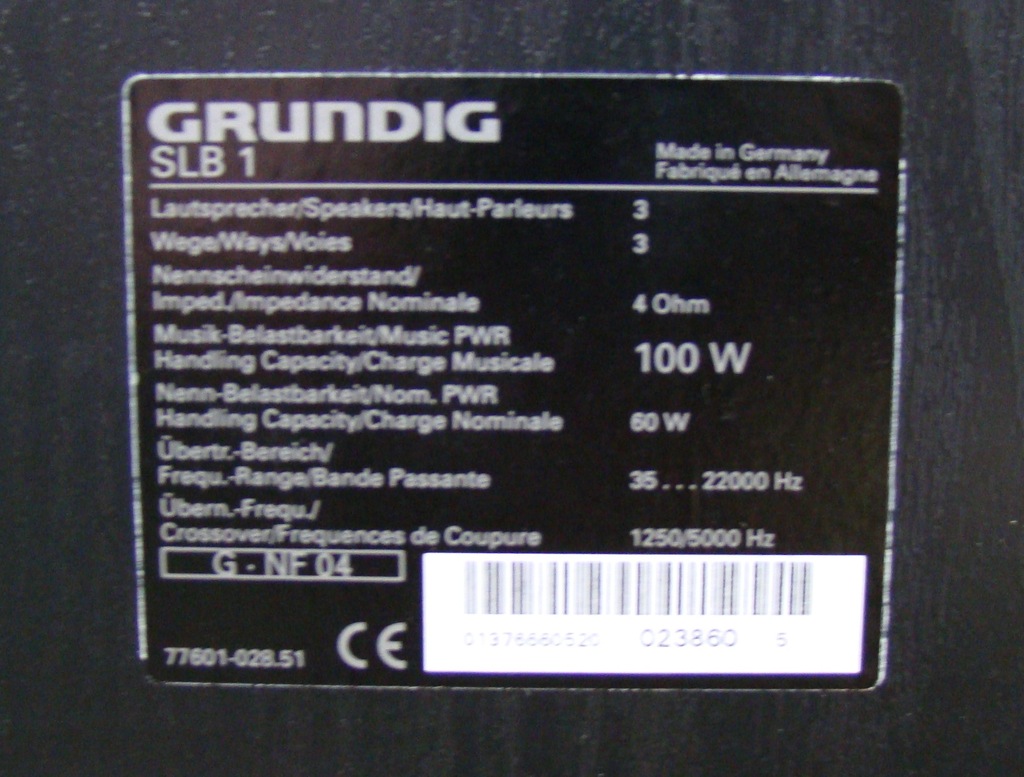 GRUNDIG
SLB 1
Made in Germany
Fabriqué en Allemagne
Lautsprecher/Speakers/Haut-Parleurs 3
Wege/Ways/Voies 3
Nennscheinwiderstand/
Imped./Impedance Nominale 4 Ohm
Musik-Belastbarkeit/Music PWR
Handling Capacity/Charge Musicale 100 W
Nenn-Belastbarkeit/Nom. PWR
Handling Capacity/Charge Nominale 60 W
Übertr.-Bereich/
Frequ.-Range/Bande Passante 35 . . . 22000 Hz
Übern.-Frequ./
Crossover/Frequences de Coupure 1250/5000 Hz
G - NF 04
77601-028.51 CE
01376660520 023860 5